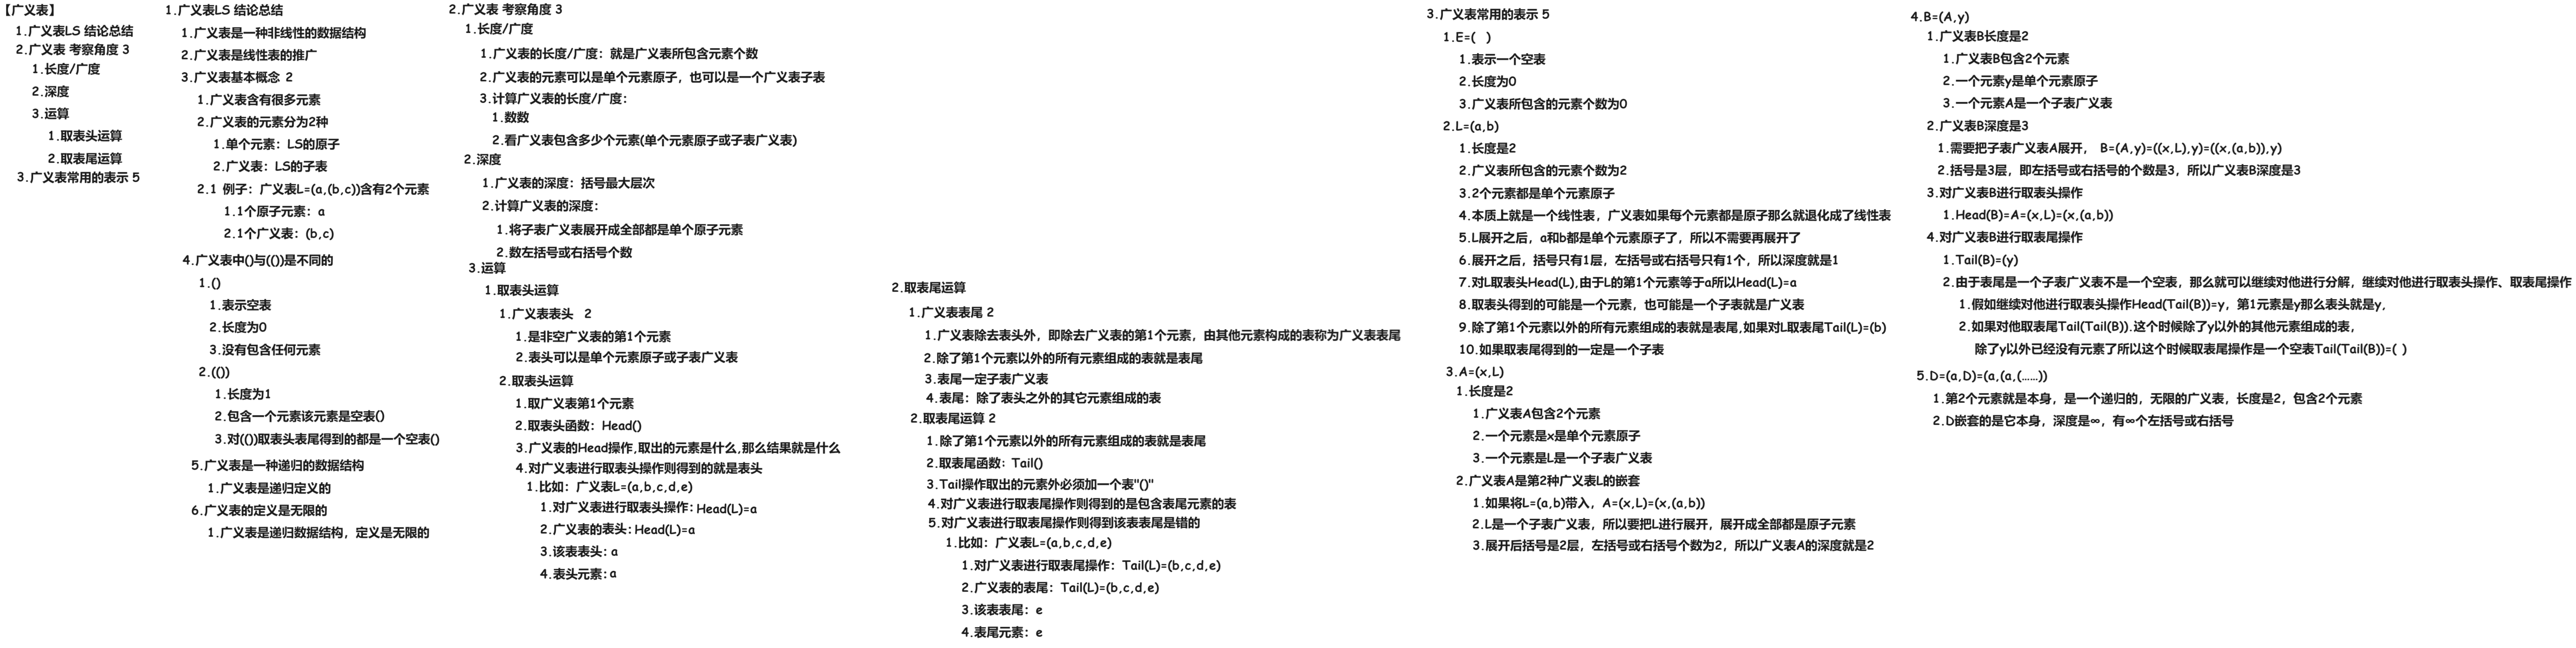 【广义表】
1.广义表LS 结论总结
2.广义表 考察角度 3
1.长度/广度
2.深度
3.运算
1.取表头运算
2.取表尾运算
3.广义表常用的表示 5
1.广义表LS 结论总结
1.广义表是一种非线性的数据结构
2.广义表是线性表的推广
3.广义表基本概念 2
1.广义表含有很多元素
2.广义表的元素分为2种
1.单个元素：LS的原子
2.广义表：LS的子表
2.1 例子：广义表L=(a,(b,c))含有2个元素
1.1个原子元素：a
2.1个广义表：(b,c)
4.广义表中()与(())是不同的
1.()
1.表示空表
2.长度为0
3.没有包含任何元素
2.(())
1.长度为1
2.包含一个元素该元素是空表()
3.对(())取表头表尾得到的都是一个空表()
5.广义表是一种递归的数据结构
1.广义表是递归定义的
6.广义表的定义是无限的
1.广义表是递归数据结构，定义是无限的
2.广义表 考察角度 3
1.长度/广度
1.广义表的长度/广度：就是广义表所包含元素个数
2.广义表的元素可以是单个元素原子，也可以是一个广义表子表
3.计算广义表的长度/广度：
1.数数
2.看广义表包含多少个元素(单个元素原子或子表广义表)
2.深度
1.广义表的深度：括号最大层次
2.计算广义表的深度：
1.将子表广义表展开成全部都是单个原子元素
2.数左括号或右括号个数
3.运算
1.取表头运算
1.广义表表头 2
1.是非空广义表的第1个元素
2.表头可以是单个元素原子或子表广义表
2.取表头运算
1.取广义表第1个元素
2.取表头函数：Head()
3.广义表的Head操作,取出的元素是什么,那么结果就是什么
4.对广义表进行取表头操作则得到的就是表头
1.比如：广义表L=(a,b,c,d,e)
1.对广义表进行取表头操作：Head(L)=a
2.广义表的表头：Head(L)=a
3.该表表头：a
4.表头元素：a
2.取表尾运算
1.广义表表尾 2
1.广义表除去表头外，即除去广义表的第1个元素，由其他元素构成的表称为广义表表尾
2.除了第1个元素以外的所有元素组成的表就是表尾
3.表尾一定子表广义表
4.表尾：除了表头之外的其它元素组成的表
2.取表尾运算 2
1.除了第1个元素以外的所有元素组成的表就是表尾
2.取表尾函数：Tail()
3.Tail操作取出的元素外必须加一个表"()"
4.对广义表进行取表尾操作则得到的是包含表尾元素的表
5.对广义表进行取表尾操作则得到该表表尾是错的
1.比如：广义表L=(a,b,c,d,e)
1.对广义表进行取表尾操作：Tail(L)=(b,c,d,e)
2.广义表的表尾：Tail(L)=(b,c,d,e)
3.该表表尾：e
4.表尾元素：e
3.广义表常用的表示 5
1.E=( )
1.表示一个空表
2.长度为0
3.广义表所包含的元素个数为0
2.L=(a,b)
1.长度是2
2.广义表所包含的元素个数为2
3.2个元素都是单个元素原子
4.本质上就是一个线性表，广义表如果每个元素都是原子那么就退化成了线性表
5.L展开之后，a和b都是单个元素原子了，所以不需要再展开了
6.展开之后，括号只有1层，左括号或右括号只有1个，所以深度就是1
7.对L取表头Head(L),由于L的第1个元素等于a所以Head(L)=a
8.取表头得到的可能是一个元素，也可能是一个子表就是广义表
9.除了第1个元素以外的所有元素组成的表就是表尾,如果对L取表尾Tail(L)=(b)
10.如果取表尾得到的一定是一个子表
3.A=(x,L)
1.长度是2
1.广义表A包含2个元素
2.一个元素是x是单个元素原子
3.一个元素是L是一个子表广义表
2.广义表A是第2种广义表L的嵌套
1.如果将L=(a,b)带入，A=(x,L)=(x,(a,b))
2.L是一个子表广义表，所以要把L进行展开，展开成全部都是原子元素
3.展开后括号是2层，左括号或右括号个数为2，所以广义表A的深度就是2
4.B=(A,y)
1.广义表B长度是2
1.广义表B包含2个元素
2.一个元素y是单个元素原子
3.一个元素A是一个子表广义表
2.广义表B深度是3
1.需要把子表广义表A展开， B=(A,y)=((x,L),y)=((x,(a,b)),y)
2.括号是3层，即左括号或右括号的个数是3，所以广义表B深度是3
3.对广义表B进行取表头操作
1.Head(B)=A=(x,L)=(x,(a,b))
4.对广义表B进行取表尾操作
1.Tail(B)=(y)
2.由于表尾是一个子表广义表不是一个空表，那么就可以继续对他进行分解，继续对他进行取表头操作、取表尾操作
1.假如继续对他进行取表头操作Head(Tail(B))=y，第1元素是y那么表头就是y，
2.如果对他取表尾Tail(Tail(B)).这个时候除了y以外的其他元素组成的表，
除了y以外已经没有元素了所以这个时候取表尾操作是一个空表Tail(Tail(B))=( )
5.D=(a,D)=(a,(a,(……))
1.第2个元素就是本身，是一个递归的，无限的广义表，长度是2，包含2个元素
2.D嵌套的是它本身，深度是∞，有∞个左括号或右括号